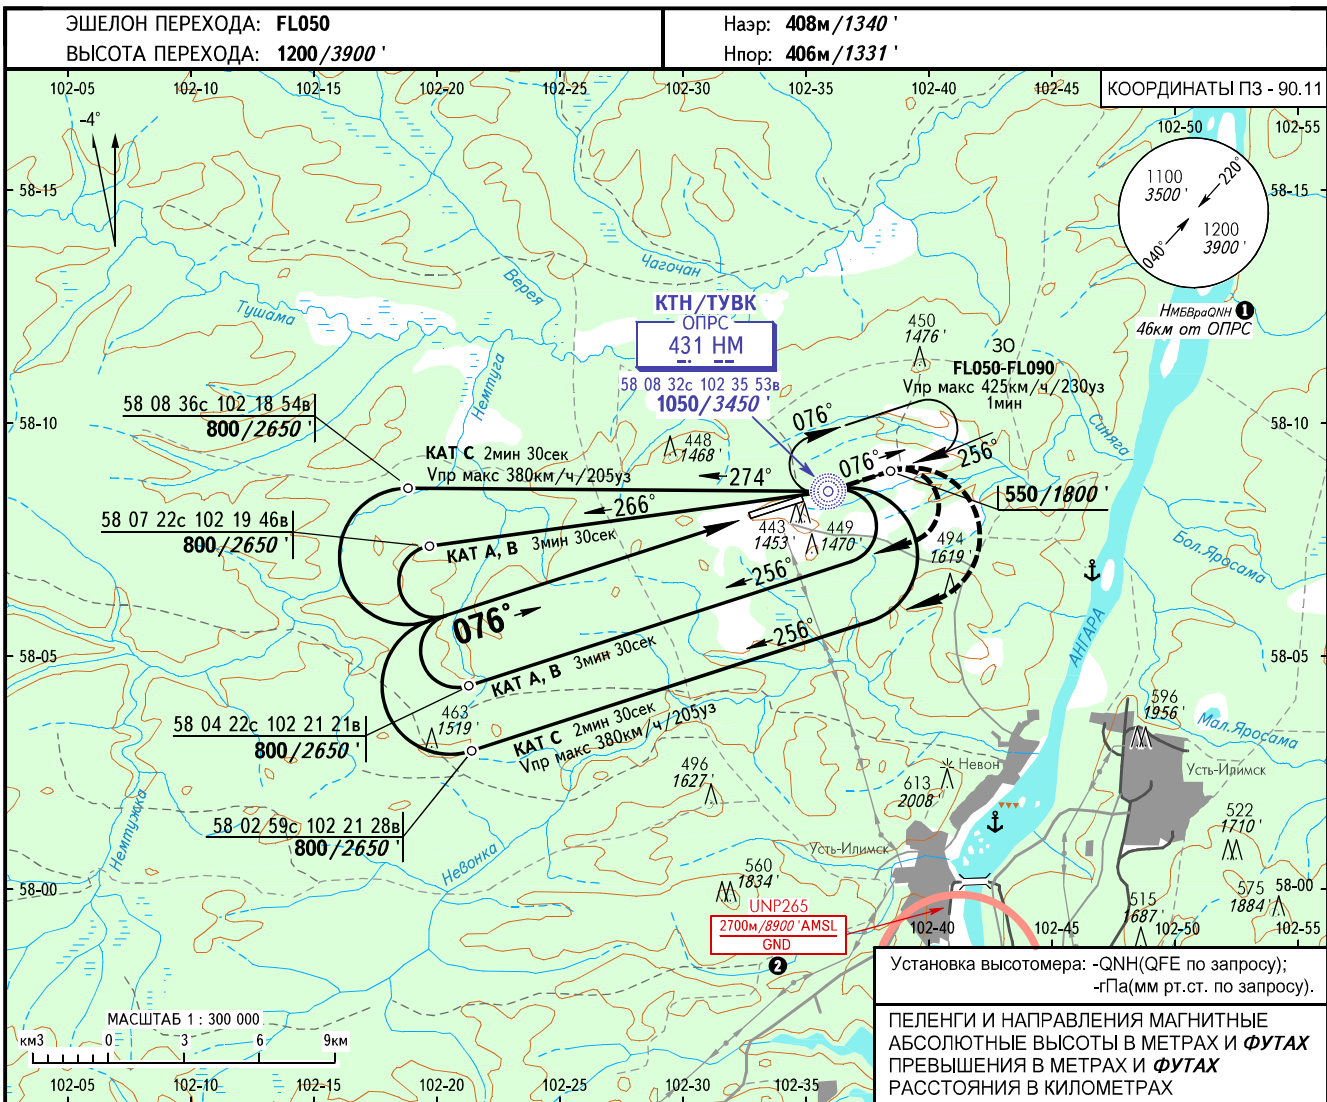 ЭШЕЛОН ПЕРЕХОДА: FL050
ВЫСОТА ПЕРЕХОДА: 1200/3900 '
Наэр: 408м/1340 '
Нпор: 406м/1331 '
102-05 102-10 102-15 102-20 102-25 102-30 102-35 102-40 102-45
КООРДИНАТЫ ПЗ - 90.11
102-50 102-55
-4°
58-15
58-15
1100
3500 '
220°
1200
3900 '
040°
НМБВраQNH 1
46км от ОПРС
Чагочан
Верея
Тушама
Немтуга
КТН/ТУВК
ОПРС
431 НМ
58 08 32с 102 35 53в
1050/3450 '
450
1476 '
ЗО
FL050-FL090
Vпр макс 425км/ч/230уз
1мин
58 08 36с 102 18 54в
800/2650 '
58-10
58-10
Синяга
076°
КАТ C 2мин 30сек
Vпр макс 380км/ч/205уз
448
1468 '
274°
076°
256°
550/1800 '
58 07 22с 102 19 46в
800/2650 '
266°
КАТ A, B 3мин 30сек
443
1453 '
449
1470 '
494
1619 '
Бол.Яросама
256°
076°
256°
КАТ A, B 3мин 30сек
58-05
58-05
АНГАРА
58 04 22с 102 21 21в
800/2650 '
463
1519 '
КАТ C 2мин 30сек
Vпр макс 380км/ч/205уз
596
1956 '
Мал.Яросама
496
1627 '
613
2008 '
Невон
Усть-Илимск
58 02 59с 102 21 28в
800/2650 '
Немтужка
Невонка
Усть-Илимск
522
1710 '
560
1834 '
58-00
58-00
575
1884 '
515
1687 '
UNP265
2700м/8900 'AMSL
GND
2
102-40 102-45 102-50 102-55
Установка высотомера: -QNH(QFE по запросу);
-гПа(мм рт.ст. по запросу).
МАСШТАБ 1 : 300 000
км3 0 3 6 9км
ПЕЛЕНГИ И НАПРАВЛЕНИЯ МАГНИТНЫЕ
АБСОЛЮТНЫЕ ВЫСОТЫ В МЕТРАХ И ФУТАХ
ПРЕВЫШЕНИЯ В МЕТРАХ И ФУТАХ
РАССТОЯНИЯ В КИЛОМЕТРАХ
102-05 102-10 102-15 102-20 102-25 102-30 102-35